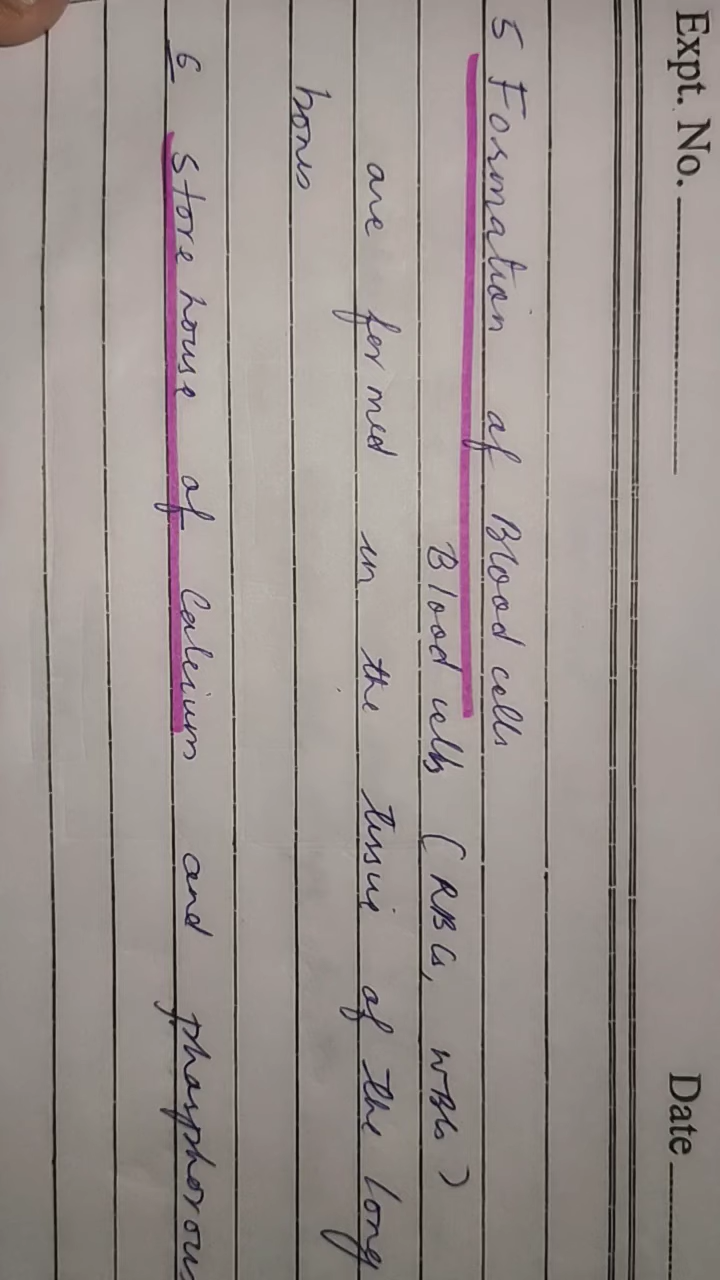 Expt. No. Date
5 Formation of Blood cells
Blood cells (RBCs, WBCs)
are formed in the tissue of the long
bones
6 Store house of Calcium and phosphorous